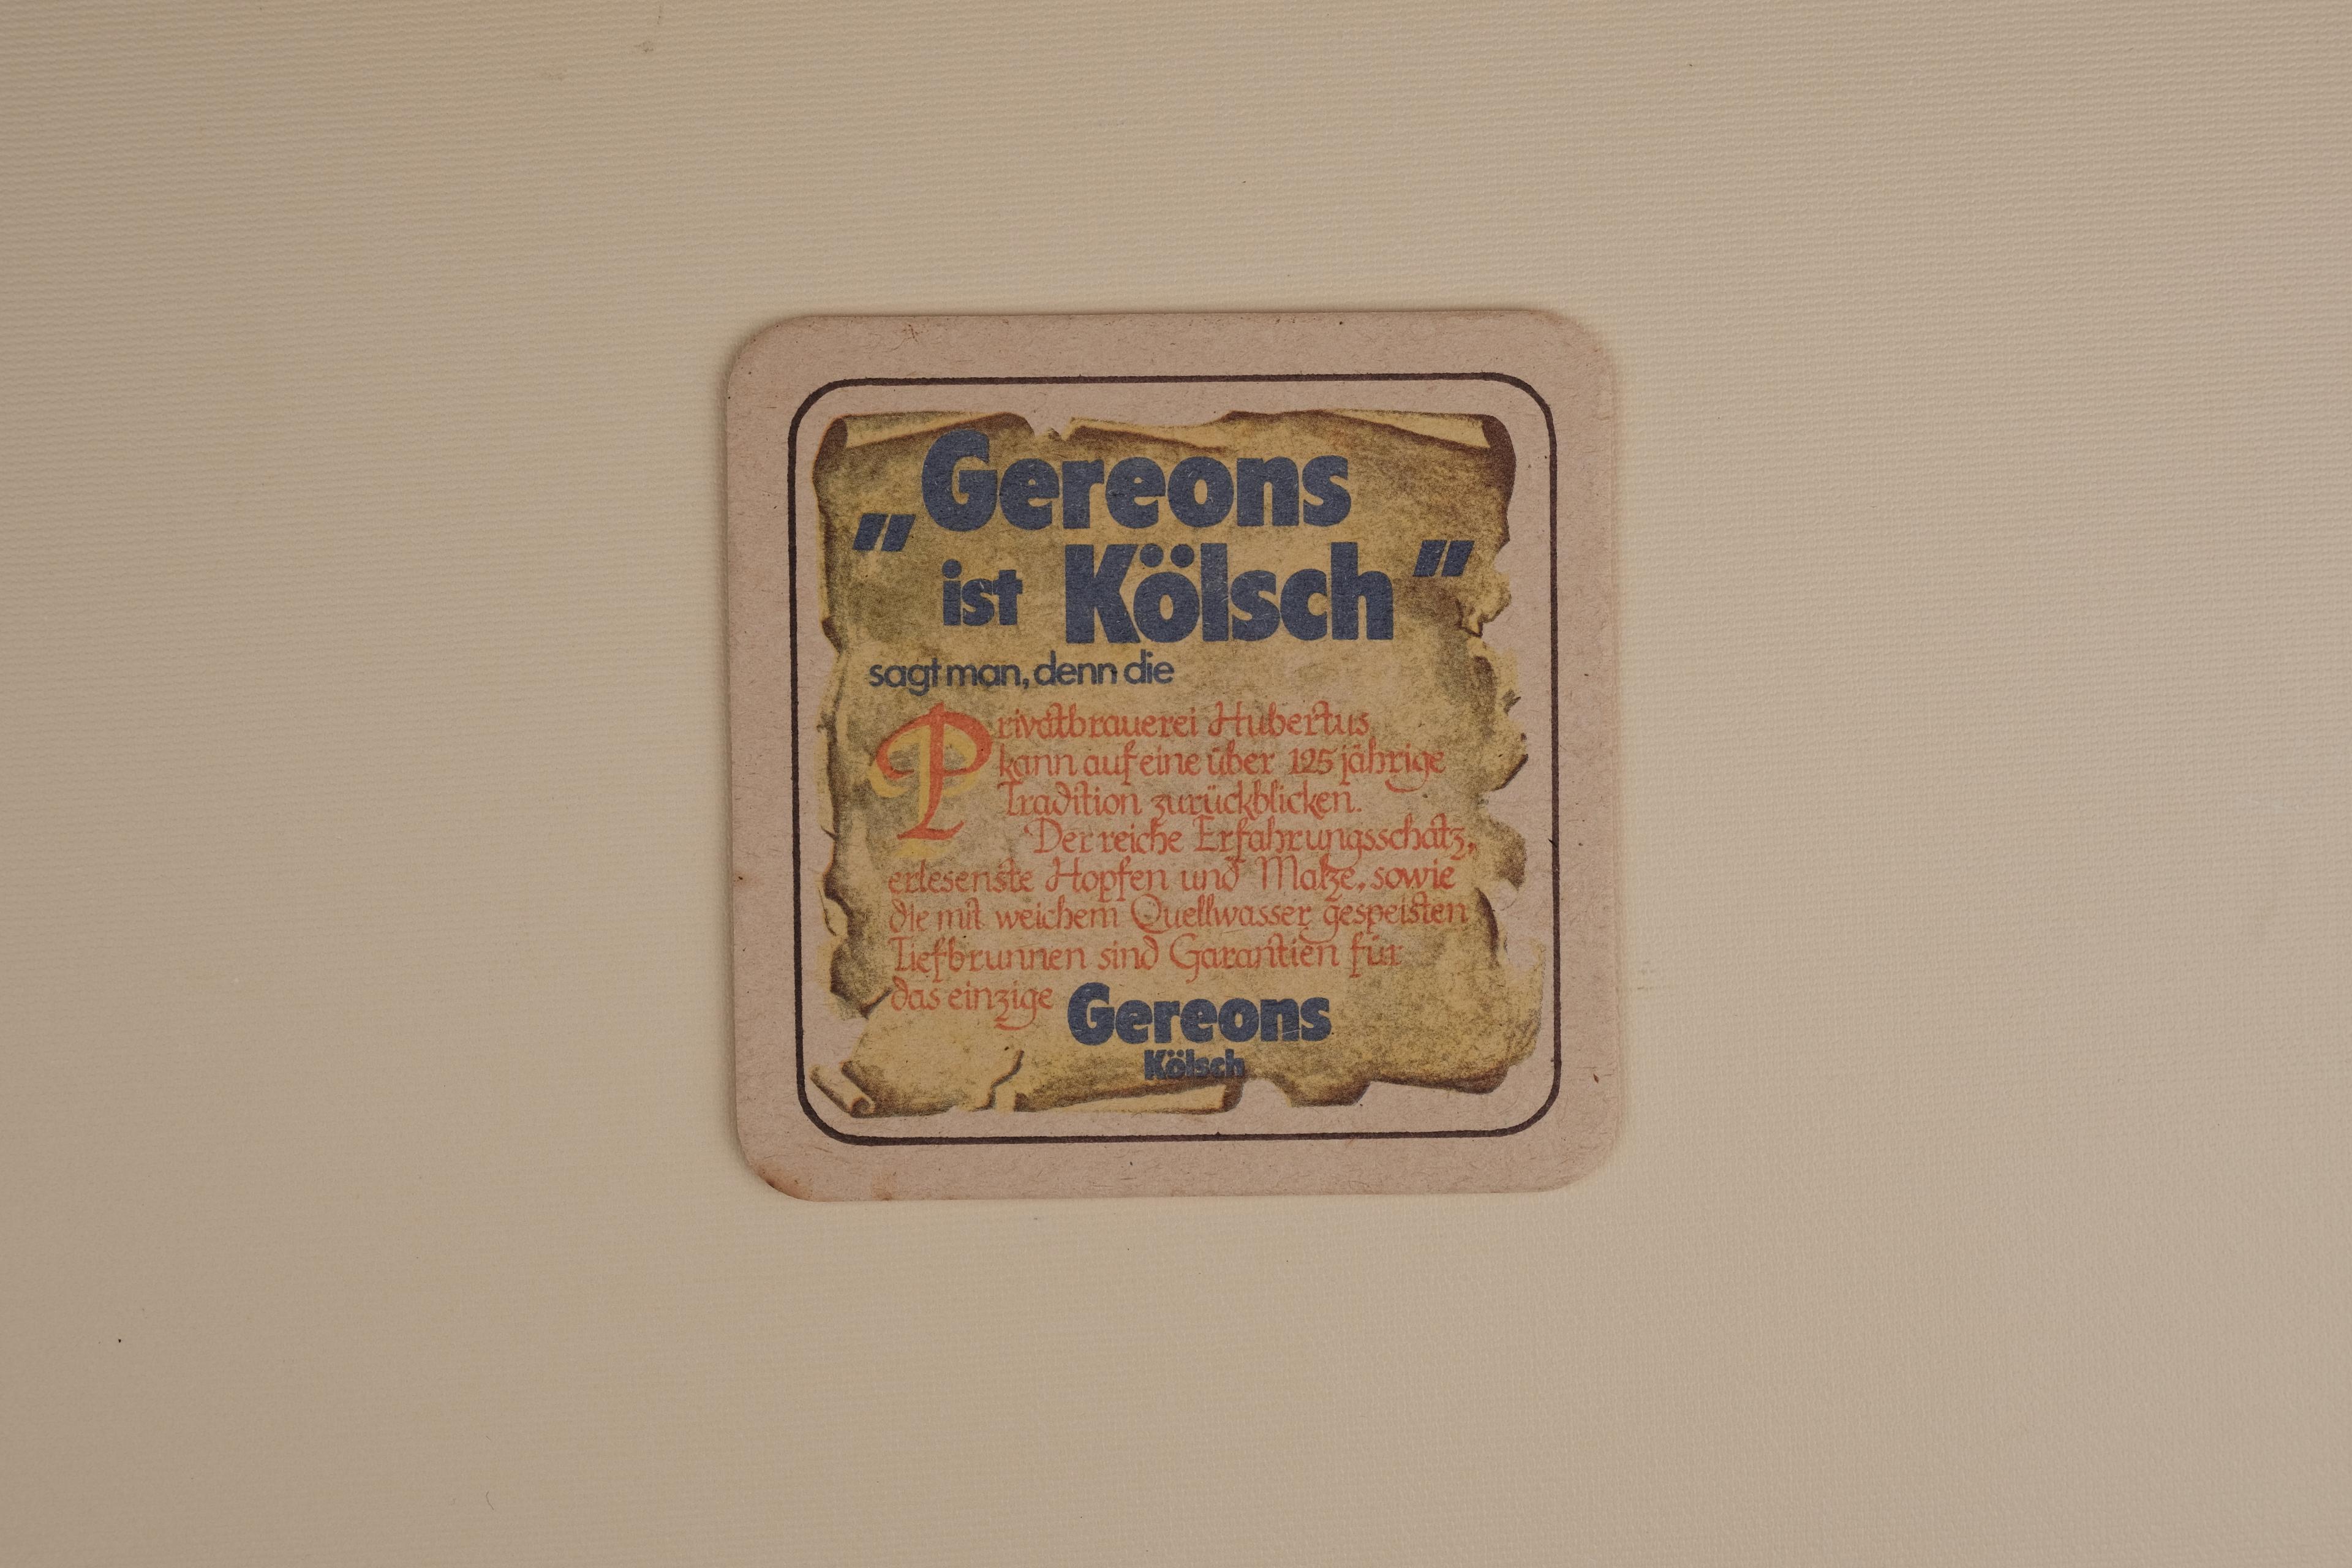 „Gereons
ist Kölsch”
sagt man, denn die
Privatbrauerei Hubertus
kann auf eine über 125 jährige
Tradition zurückblicken.
Der reiche Erfahrungsschatz,
erlesenste Hopfen und Malze, sowie
die mit weichem Quellwasser gespeisten
Tiefbrunnen sind Garantien für
das einzige Gereons
Kölsch